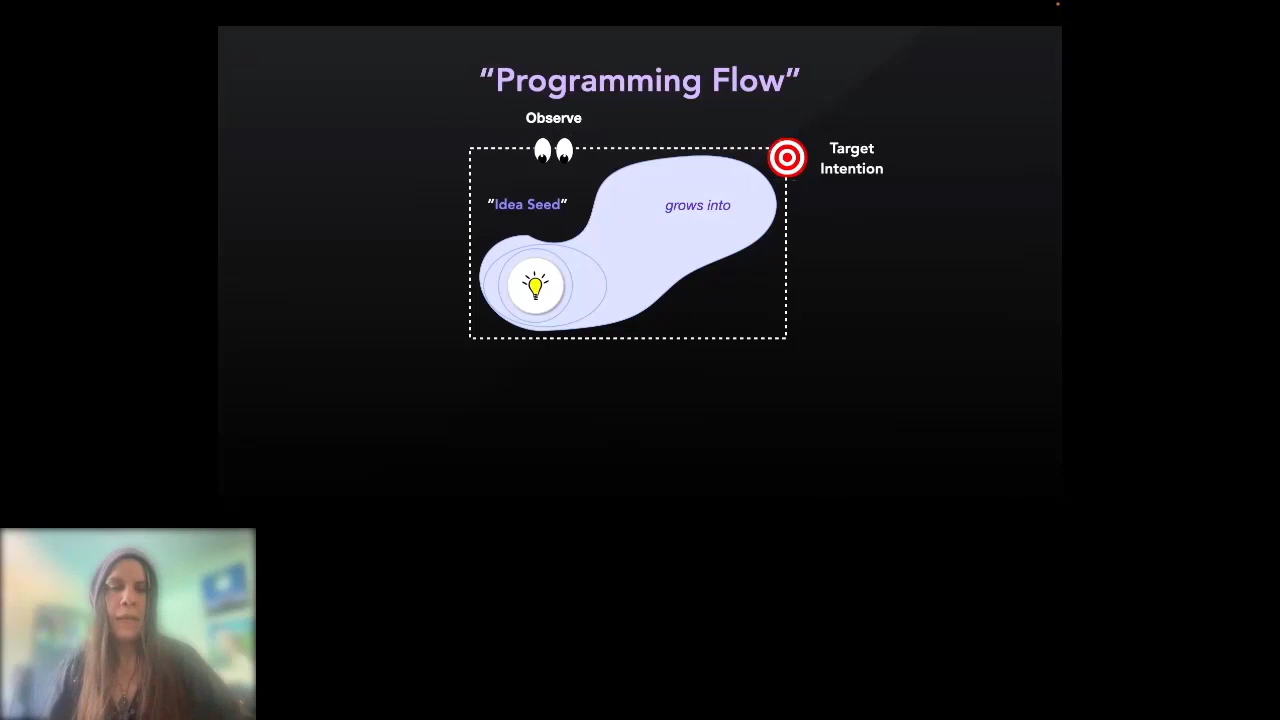 “Programming Flow”
Observe
Target
Intention
“Idea Seed“
grows into